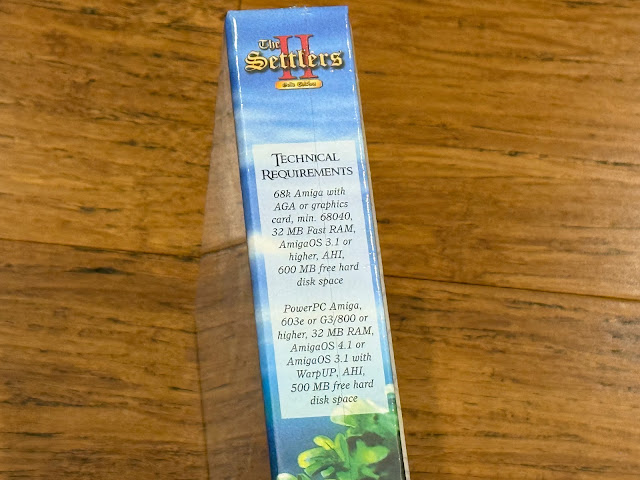 The
II
Settlers
Gold Edition
TECHNICAL
REQUIREMENTS
68k Amiga with
AGA or graphics
card, min. 68040,
32 MB Fast RAM,
AmigaOS 3.1 or
higher, AHI,
600 MB free hard
disk space
PowerPC Amiga,
603e or G3/800 or
higher, 32 MB RAM,
AmigaOS 4.1 or
AmigaOS 3.1 with
WarpUP, AHI,
500 MB free hard
disk space